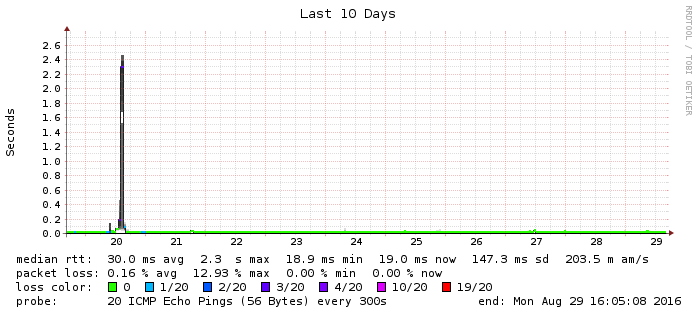 Last 10 Days
RRDTOOL / TOBI OETIKER
Seconds
2.6
2.4
2.2
2.0
1.8
1.6
1.4
1.2
1.0
0.8
0.6
0.4
0.2
0.0
20 21 22 23 24 25 26 27 28 29
median rtt: 30.0 ms avg 2.3 s max 18.9 ms min 19.0 ms now 147.3 ms sd 203.5 m am/s
packet loss: 0.16 % avg 12.93 % max 0.00 % min 0.00 % now
loss color: 0 1/20 2/20 3/20 4/20 10/20 19/20
probe: 20 ICMP Echo Pings (56 Bytes) every 300s end: Mon Aug 29 16:05:08 2016